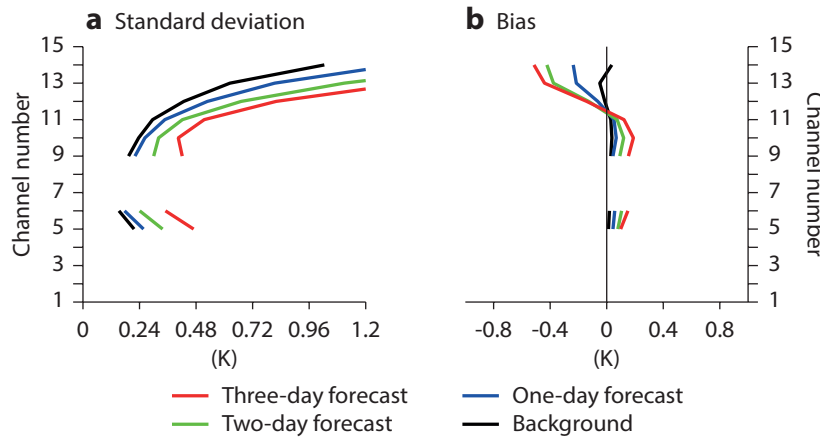 a Standard deviation
15
13
11
9
7
5
3
1
Channel number
0 0.24 0.48 0.72 0.96 1.2
(K)
b Bias
15
13
11
9
7
5
3
1
Channel number
-0.8 -0.4 0 0.4 0.8
(K)
Three-day forecast
One-day forecast
Two-day forecast
Background